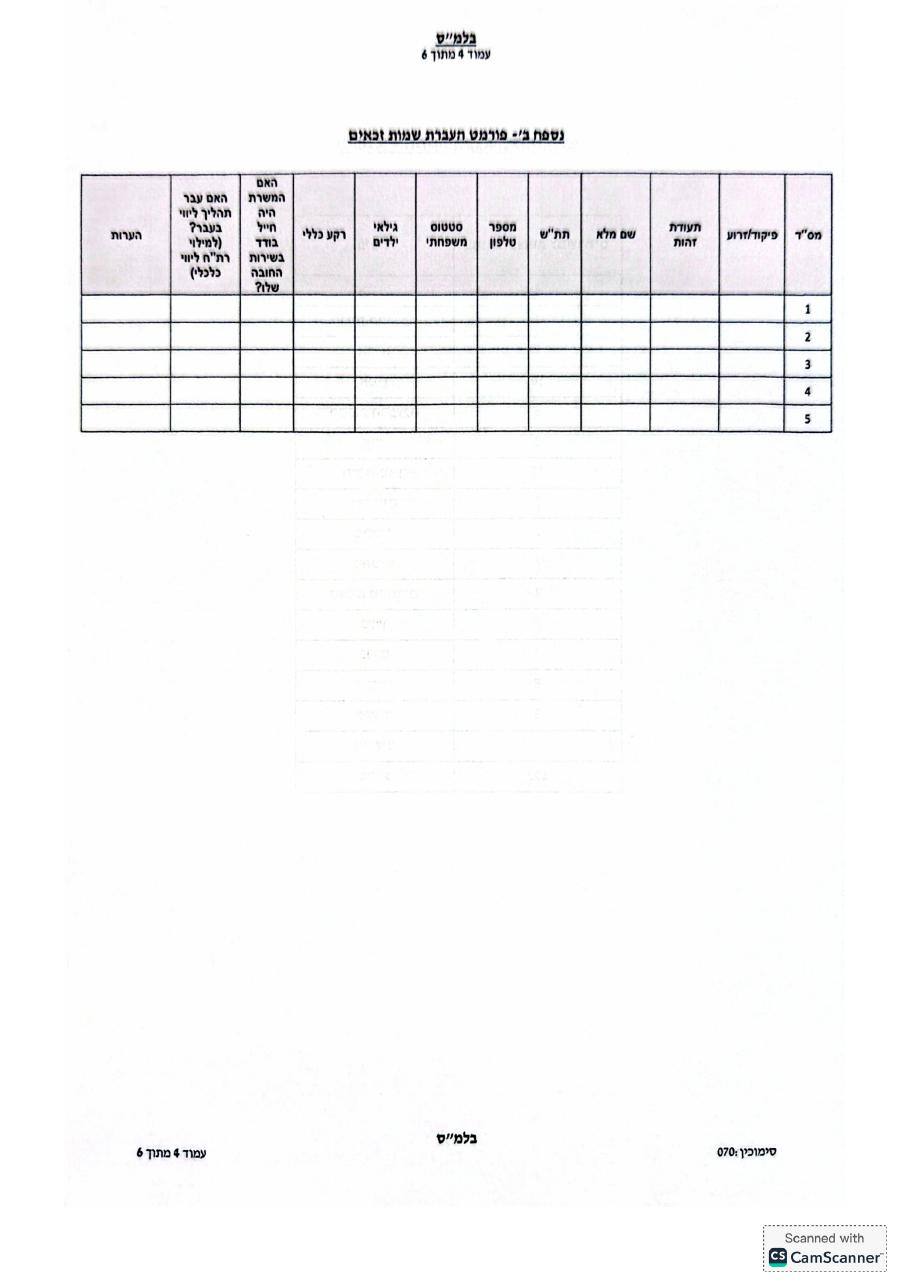 בלמ"ס
עמוד 4 מתוך 6
נספח ב'- פורמט העברת שמות זכאים
מס"ד
פיקוד/זרוע
תעודת
זהות
שם מלא
תת"ש
מספר
טלפון
סטטוס
משפחתי
גילאי
ילדים
רקע כללי
האם
המשרת
היה
חייל
בודד
בשירות
החובה
שלו?
האם עבר
תהליך ליווי
בעבר?
(למילוי
רת"ח ליווי
כלכלי)
הערות
1
2
3
4
5
בלמ"ס
סימוכין: 070
עמוד 4 מתוך 6
Scanned with
CS CamScanner